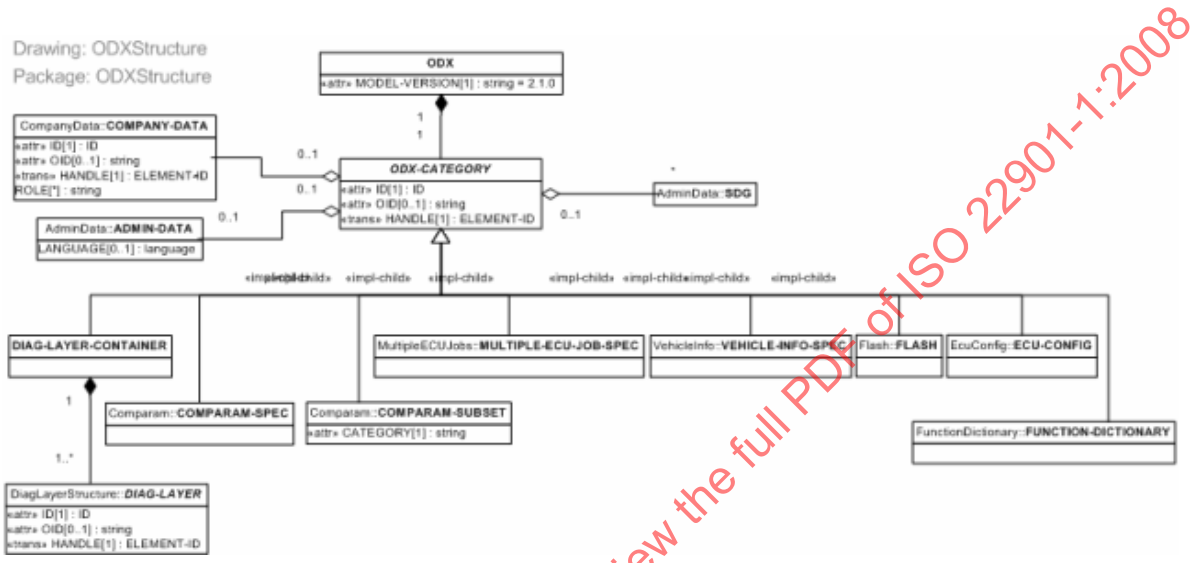 Drawing: ODXStructure
Package: ODXStructure
ODX
«attr» MODEL-VERSION[1] : string = 2.1.0
1
1
CompanyData::COMPANY-DATA
«attr» ID[1] : ID
«attr» OID[0..1] : string
«trans» HANDLE[1] : ELEMENT-ID
ROLE[*] : string
0..1
0..1
ODX-CATEGORY
«attr» ID[1] : ID
«attr» OID[0..1] : string
«trans» HANDLE[1] : ELEMENT-ID
*
0..1
AdminData::SDG
0..1
AdminData::ADMIN-DATA
LANGUAGE[0..1] : language
«impl-child» «impl-child» «impl-child» «impl-child» «impl-child» «impl-child»
DIAG-LAYER-CONTAINER
MultipleECUJobs::MULTIPLE-ECU-JOB-SPEC
VehicleInfo::VEHICLE-INFO-SPEC
Flash::FLASH
EcuConfig::ECU-CONFIG
1
Comparam::COMPARAM-SPEC
Comparam::COMPARAM-SUBSET
«attr» CATEGORY[1] : string
FunctionDictionary::FUNCTION-DICTIONARY
1..*
DiagLayerStructure::DIAG-LAYER
«attr» ID[1] : ID
«attr» OID[0..1] : string
«trans» HANDLE[1] : ELEMENT-ID
iew the full PDF of ISO 22901-1:2008